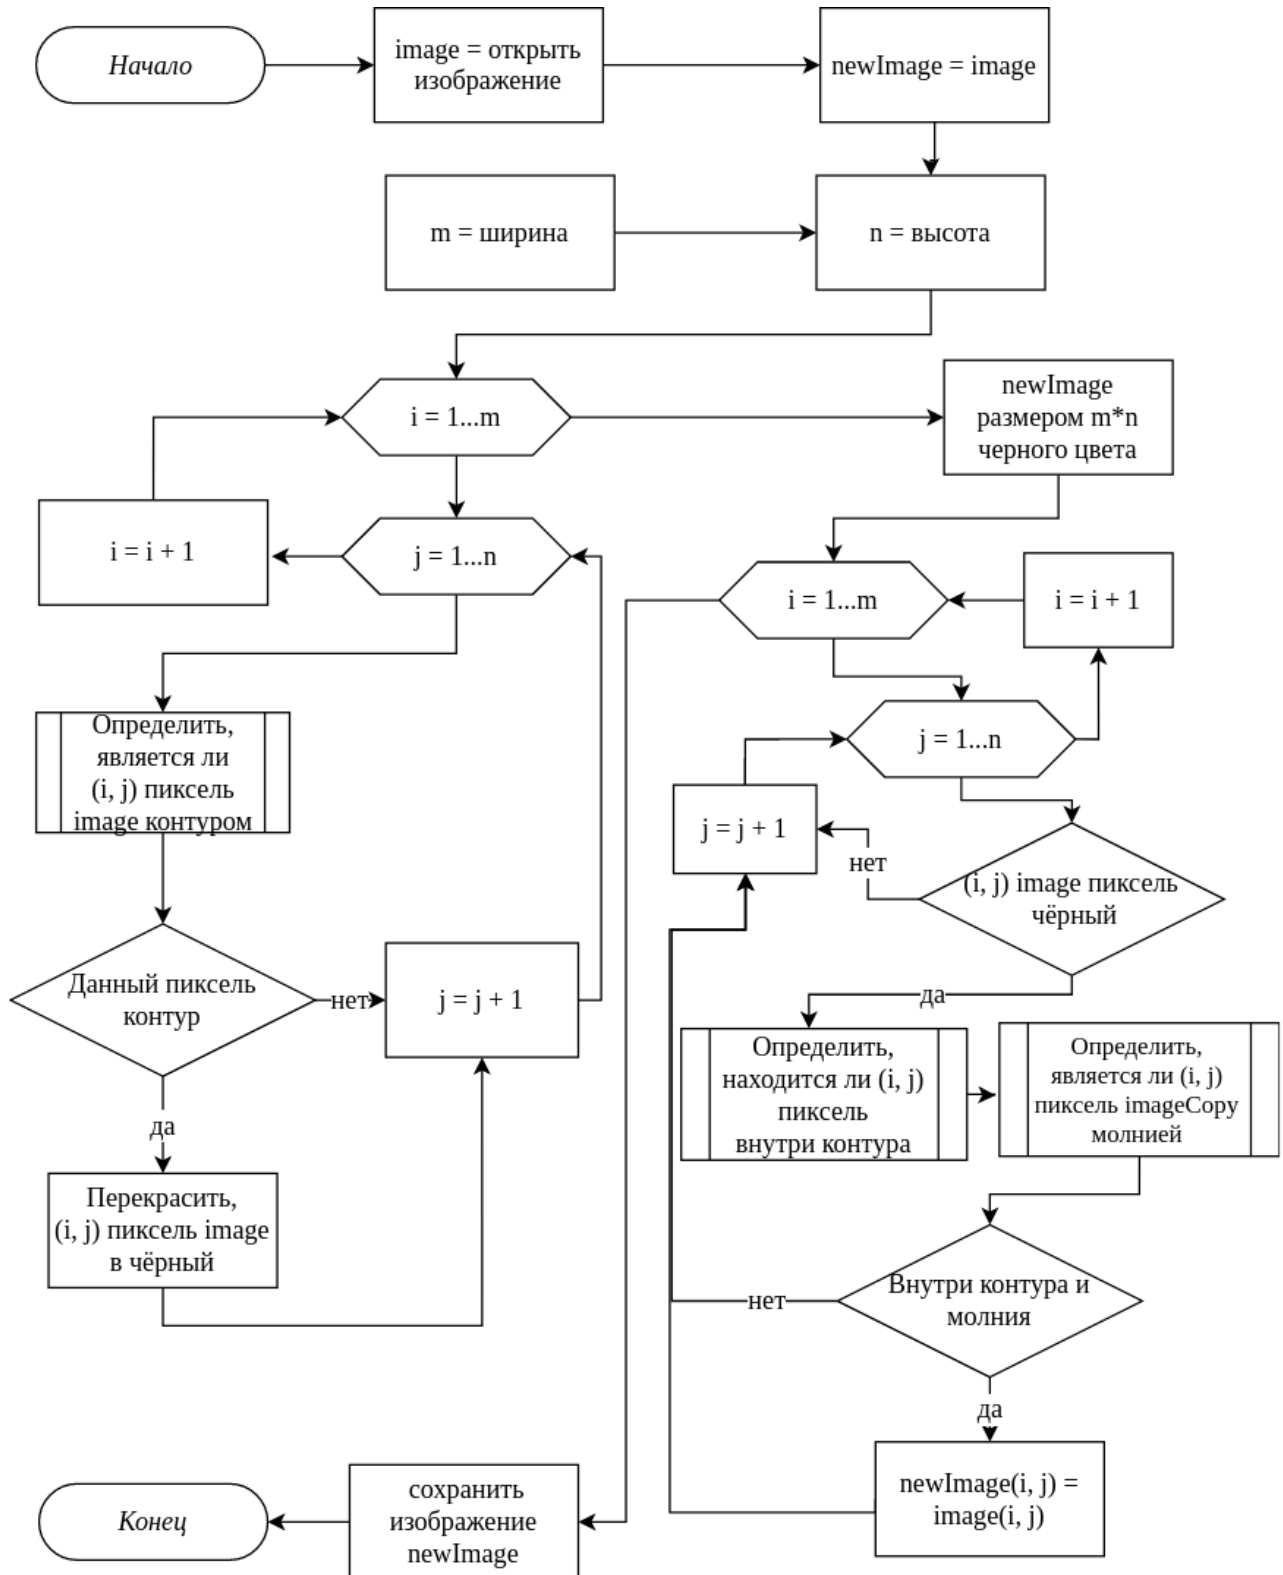 Начало
image = открыть
изображение
newImage = image
m = ширина
n = высота
i = 1...m
newImage
размером m*n
черного цвета
i = i + 1
j = 1...n
i = 1...m
i = i + 1
Определить,
является ли
(i, j) пиксель
image контуром
j = 1...n
j = j + 1
нет
(i, j) image пиксель
чёрный
Данный пиксель
контур
нет
j = j + 1
да
Определить,
находится ли (i, j)
пиксель
внутри контура
Определить,
является ли (i, j)
пиксель imageCopy
молнией
да
Перекрасить,
(i, j) пиксель image
в чёрный
Внутри контура и
молния
нет
да
newImage(i, j) =
image(i, j)
сохранить
изображение
newImage
Конец